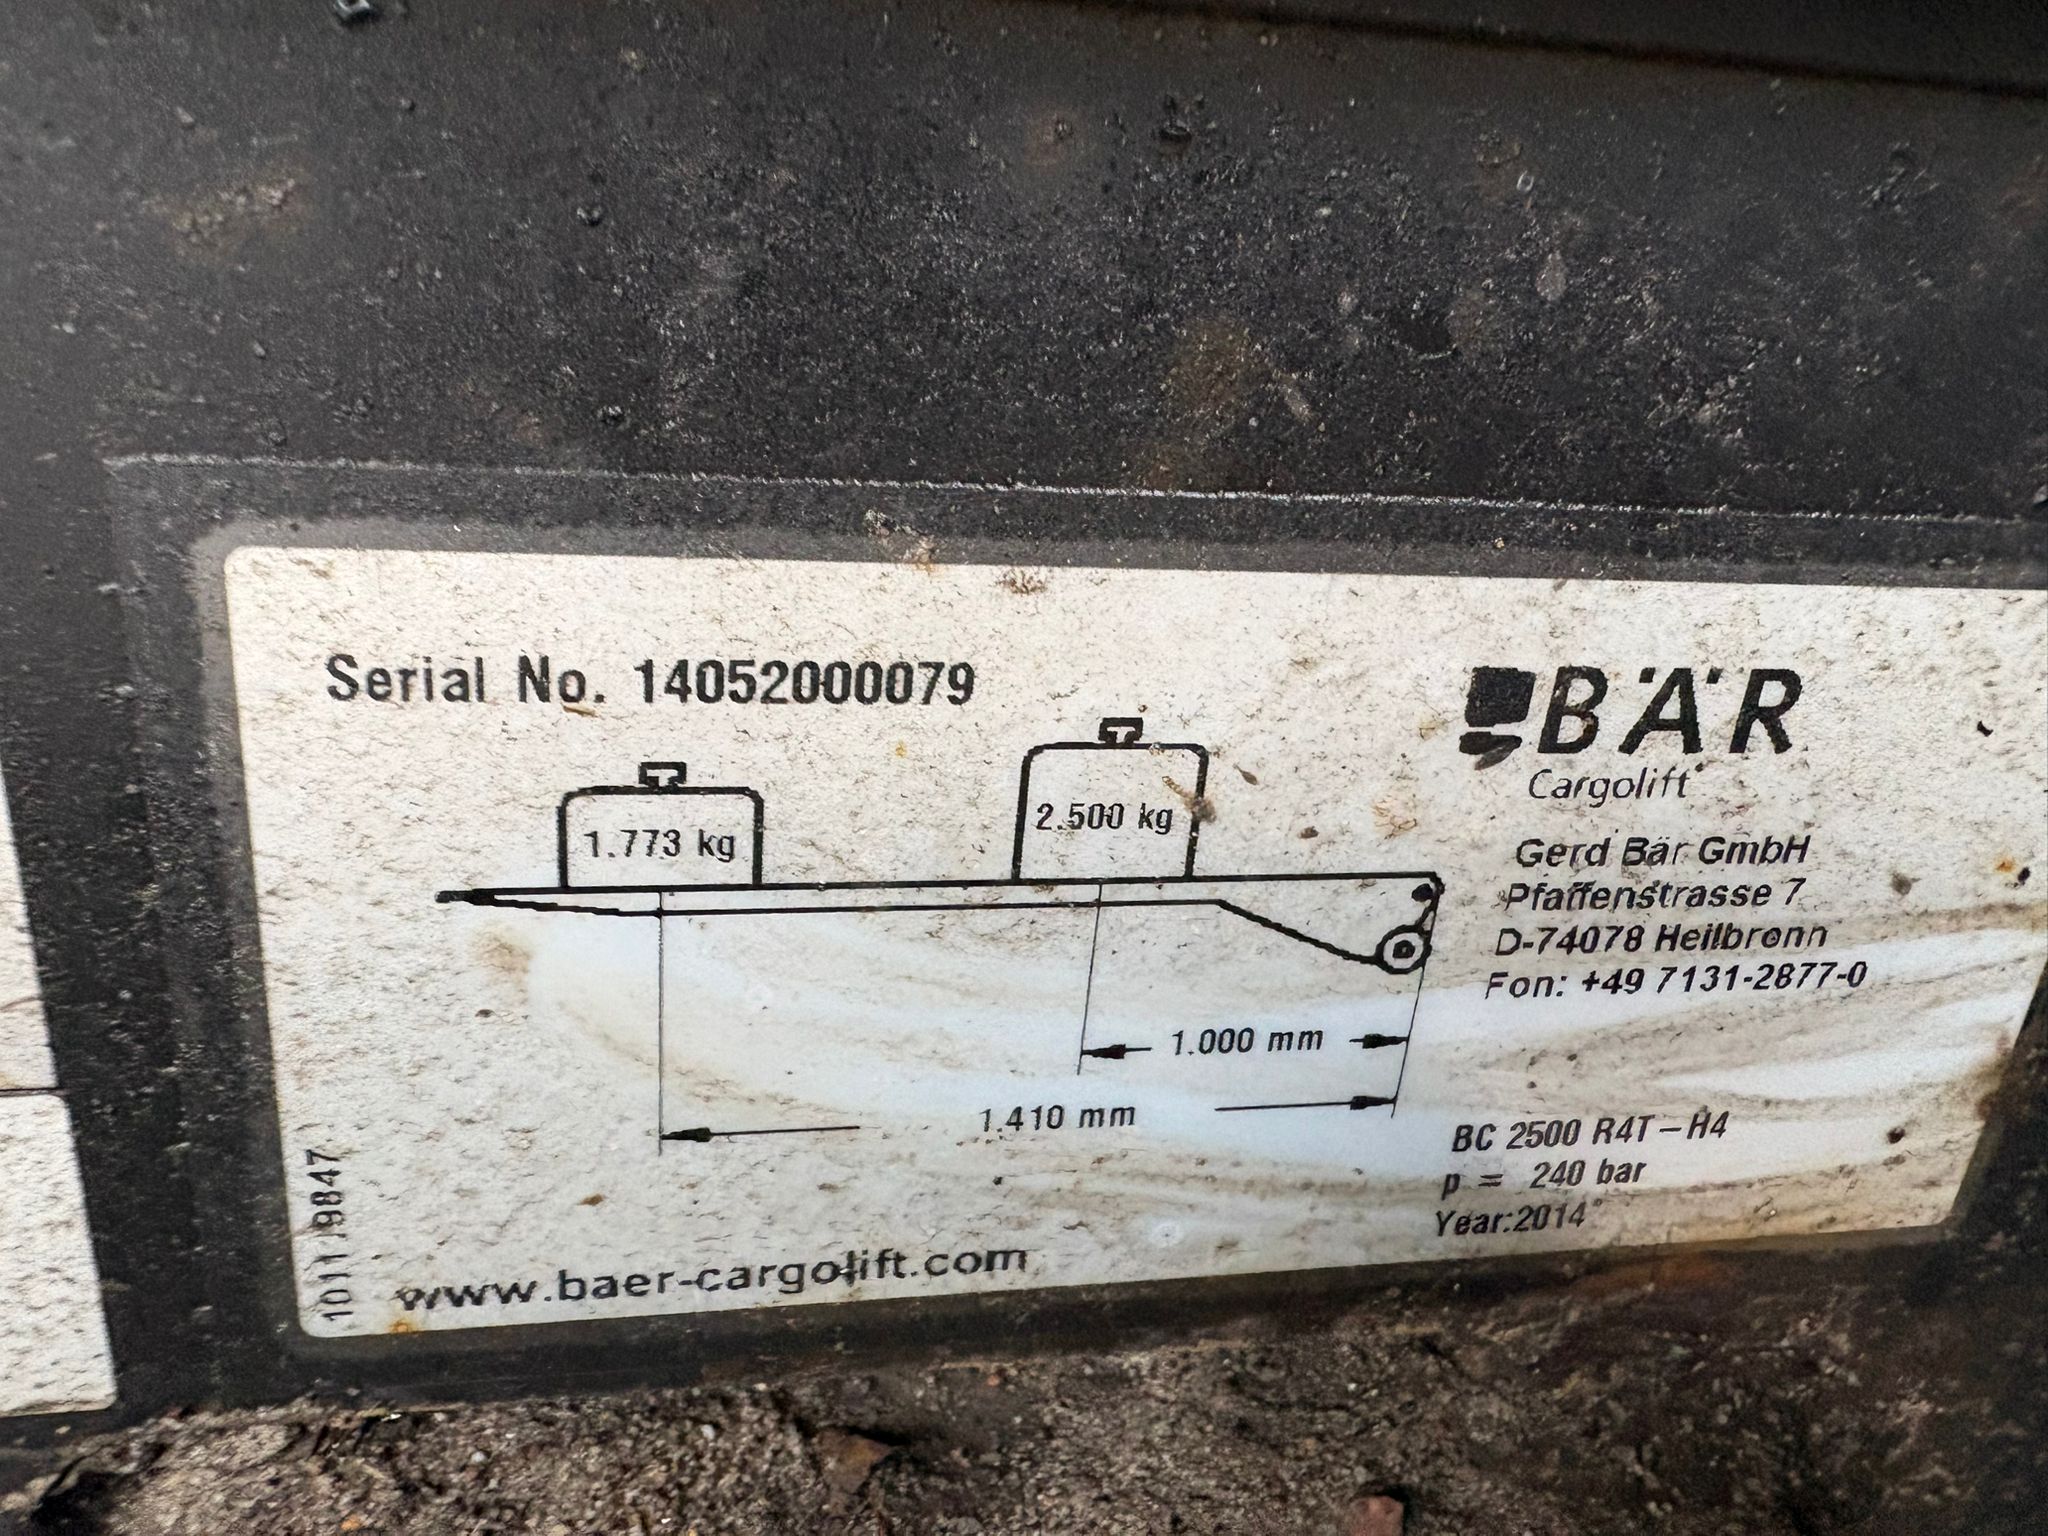 Serial No. 14052000079
BÄR
Cargolift
1.773 kg
2.500 kg
Gerd Bär GmbH
Pfaffenstrasse 7
D-74078 Heilbronn
Fon: +49 7131-2877-0
1.000 mm
1.410 mm
BC 2500 R4T-H4
p = 240 bar
Year:2014
www.baer-cargolift.com
1011 9847